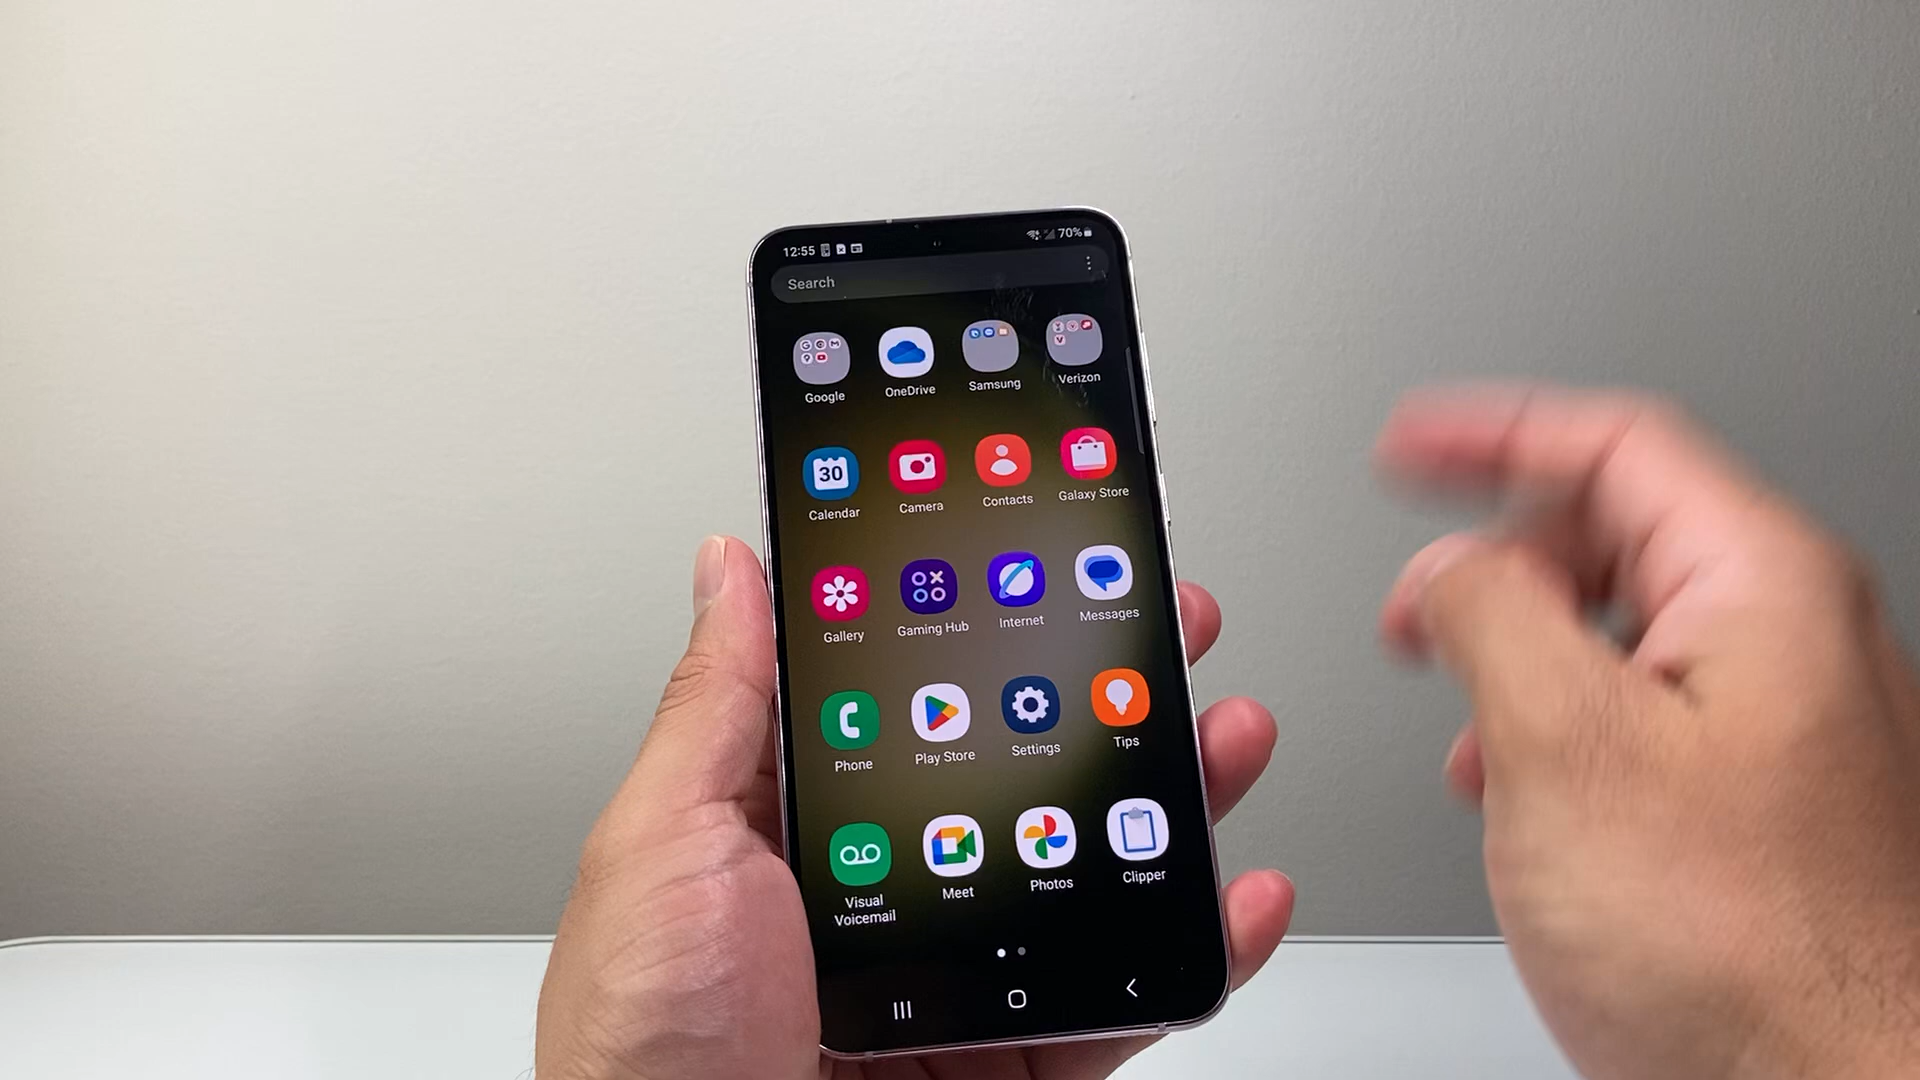 12:55
70%
Search
Google
OneDrive
Samsung
Verizon
30
Calendar
Camera
Contacts
Galaxy Store
Gallery
Gaming Hub
Internet
Messages
Phone
Play Store
Settings
Tips
Visual
Voicemail
Meet
Photos
Clipper